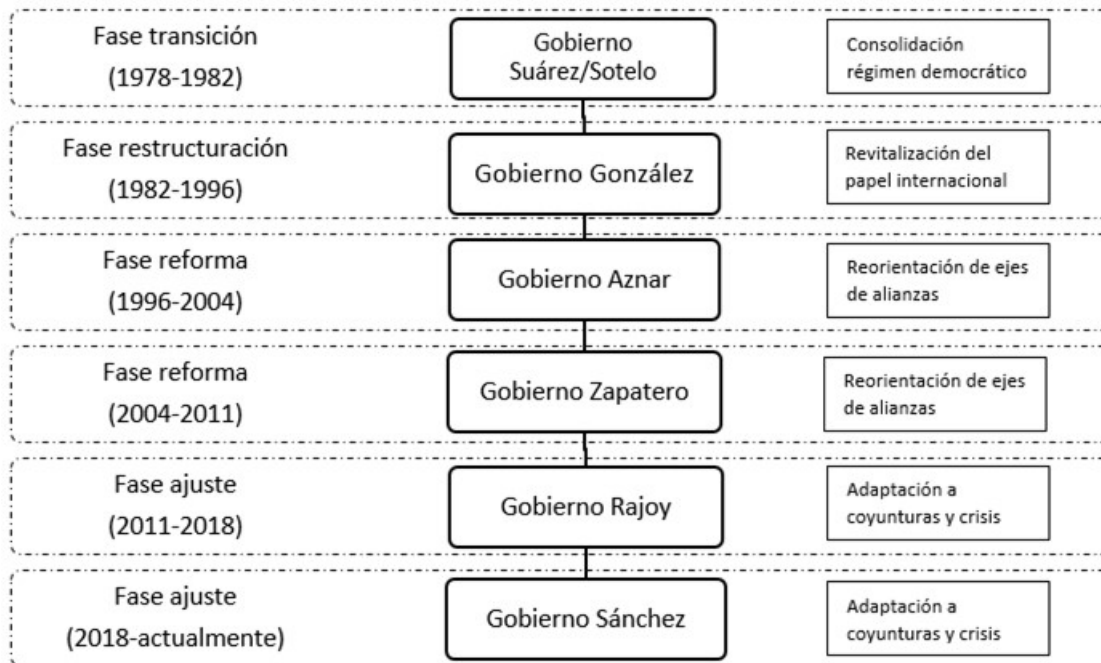 Fase transición
(1978-1982)
Gobierno
Suárez/Sotelo
Consolidación
régimen democrático
Fase restructuración
(1982-1996)
Gobierno González
Revitalización del
papel internacional
Fase reforma
(1996-2004)
Gobierno Aznar
Reorientación de ejes
de alianzas
Fase reforma
(2004-2011)
Gobierno Zapatero
Reorientación de ejes
de alianzas
Fase ajuste
(2011-2018)
Gobierno Rajoy
Adaptación a
coyunturas y crisis
Fase ajuste
(2018-actualmente)
Gobierno Sánchez
Adaptación a
coyunturas y crisis